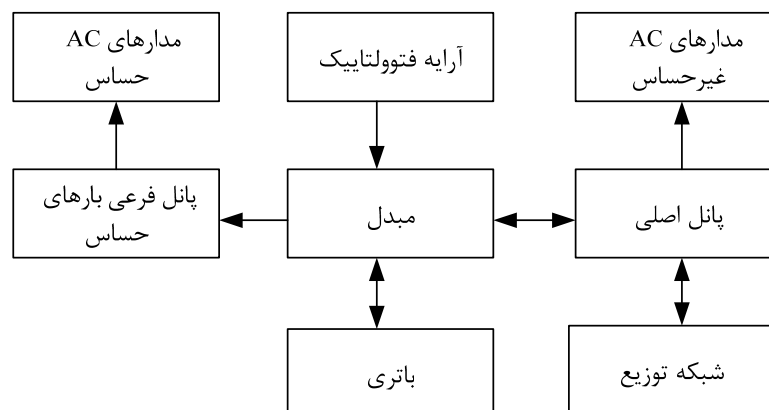 مدارهای AC
غیرحساس
آرایه فتوولتاییک
مدارهای AC
حساس
پانل اصلی
مبدل
پانل فرعی بارهای
حساس
شبکه توزیع
باتری